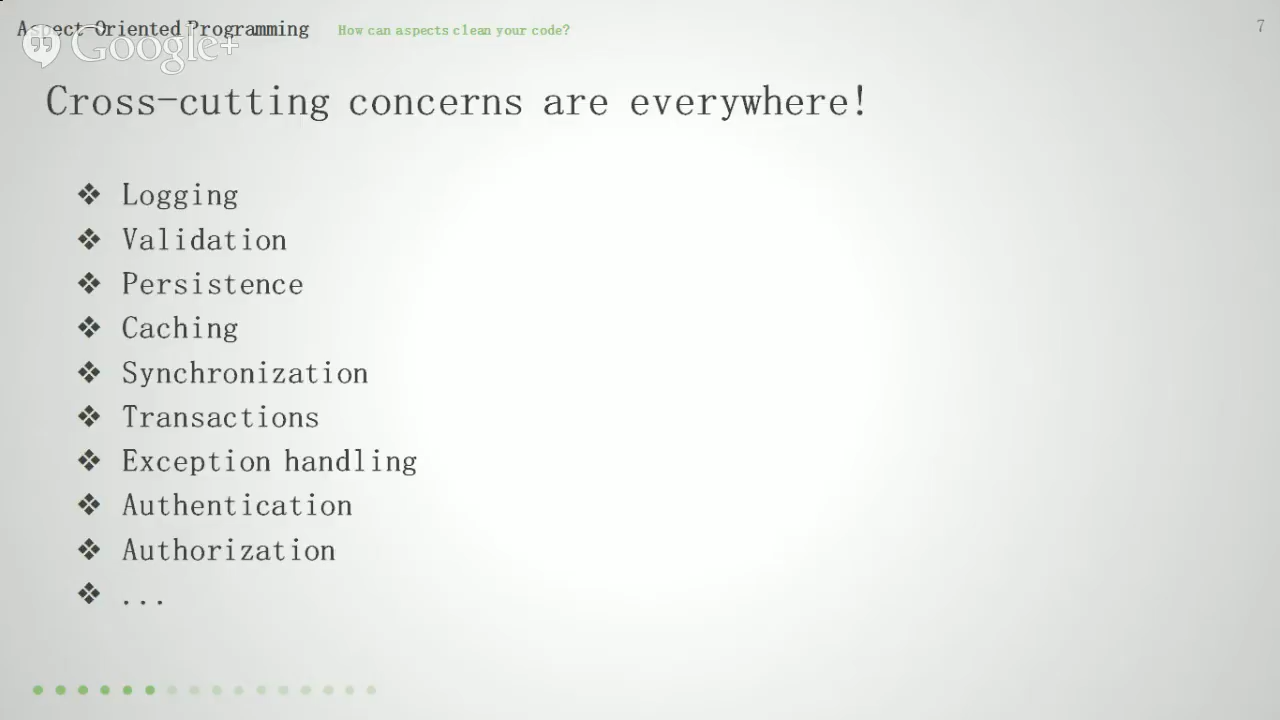 Aspect Oriented Programming How can aspects clean your code? 7
Google+
Cross-cutting concerns are everywhere!
❖ Logging
❖ Validation
❖ Persistence
❖ Caching
❖ Synchronization
❖ Transactions
❖ Exception handling
❖ Authentication
❖ Authorization
❖ ...